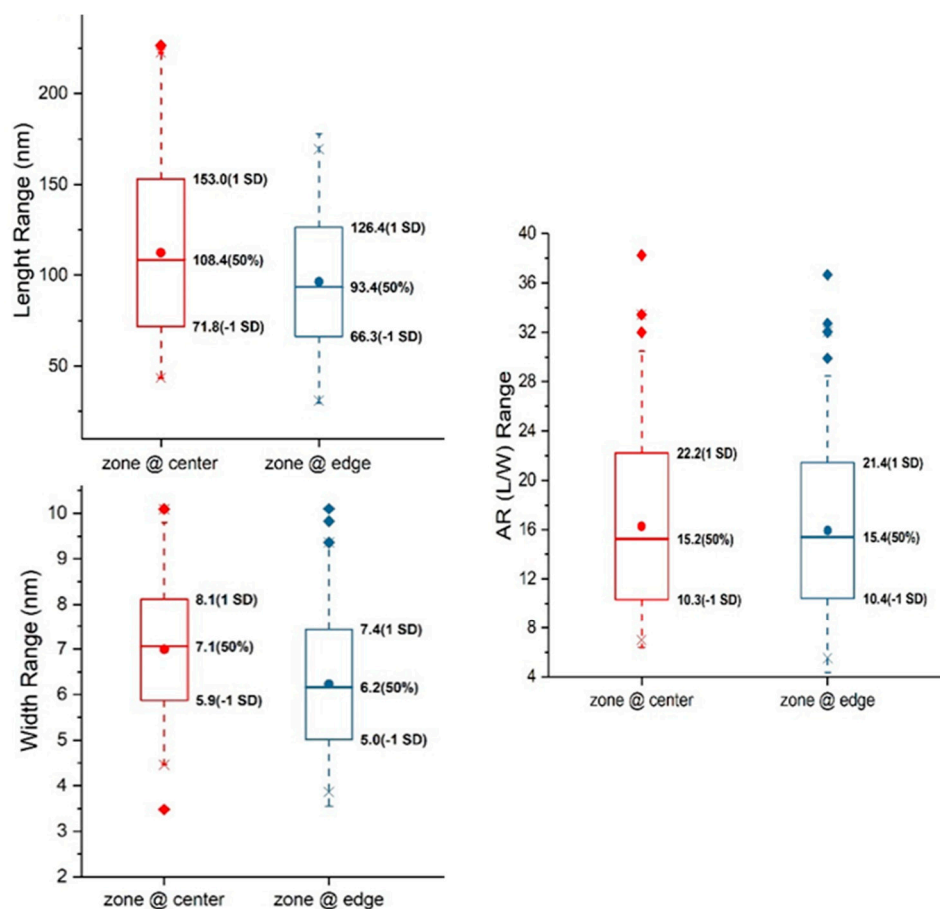 Lenght Range (nm)
200
150
100
50
153.0(1 SD)
108.4(50%)
71.8(-1 SD)
126.4(1 SD)
93.4(50%)
66.3(-1 SD)
zone @ center
zone @ edge
Width Range (nm)
10
9
8
7
6
5
4
3
2
8.1(1 SD)
7.1(50%)
5.9(-1 SD)
7.4(1 SD)
6.2(50%)
5.0(-1 SD)
zone @ center
zone @ edge
AR (L/W) Range
40
36
32
28
24
20
16
12
8
4
22.2(1 SD)
15.2(50%)
10.3(-1 SD)
21.4(1 SD)
15.4(50%)
10.4(-1 SD)
zone @ center
zone @ edge